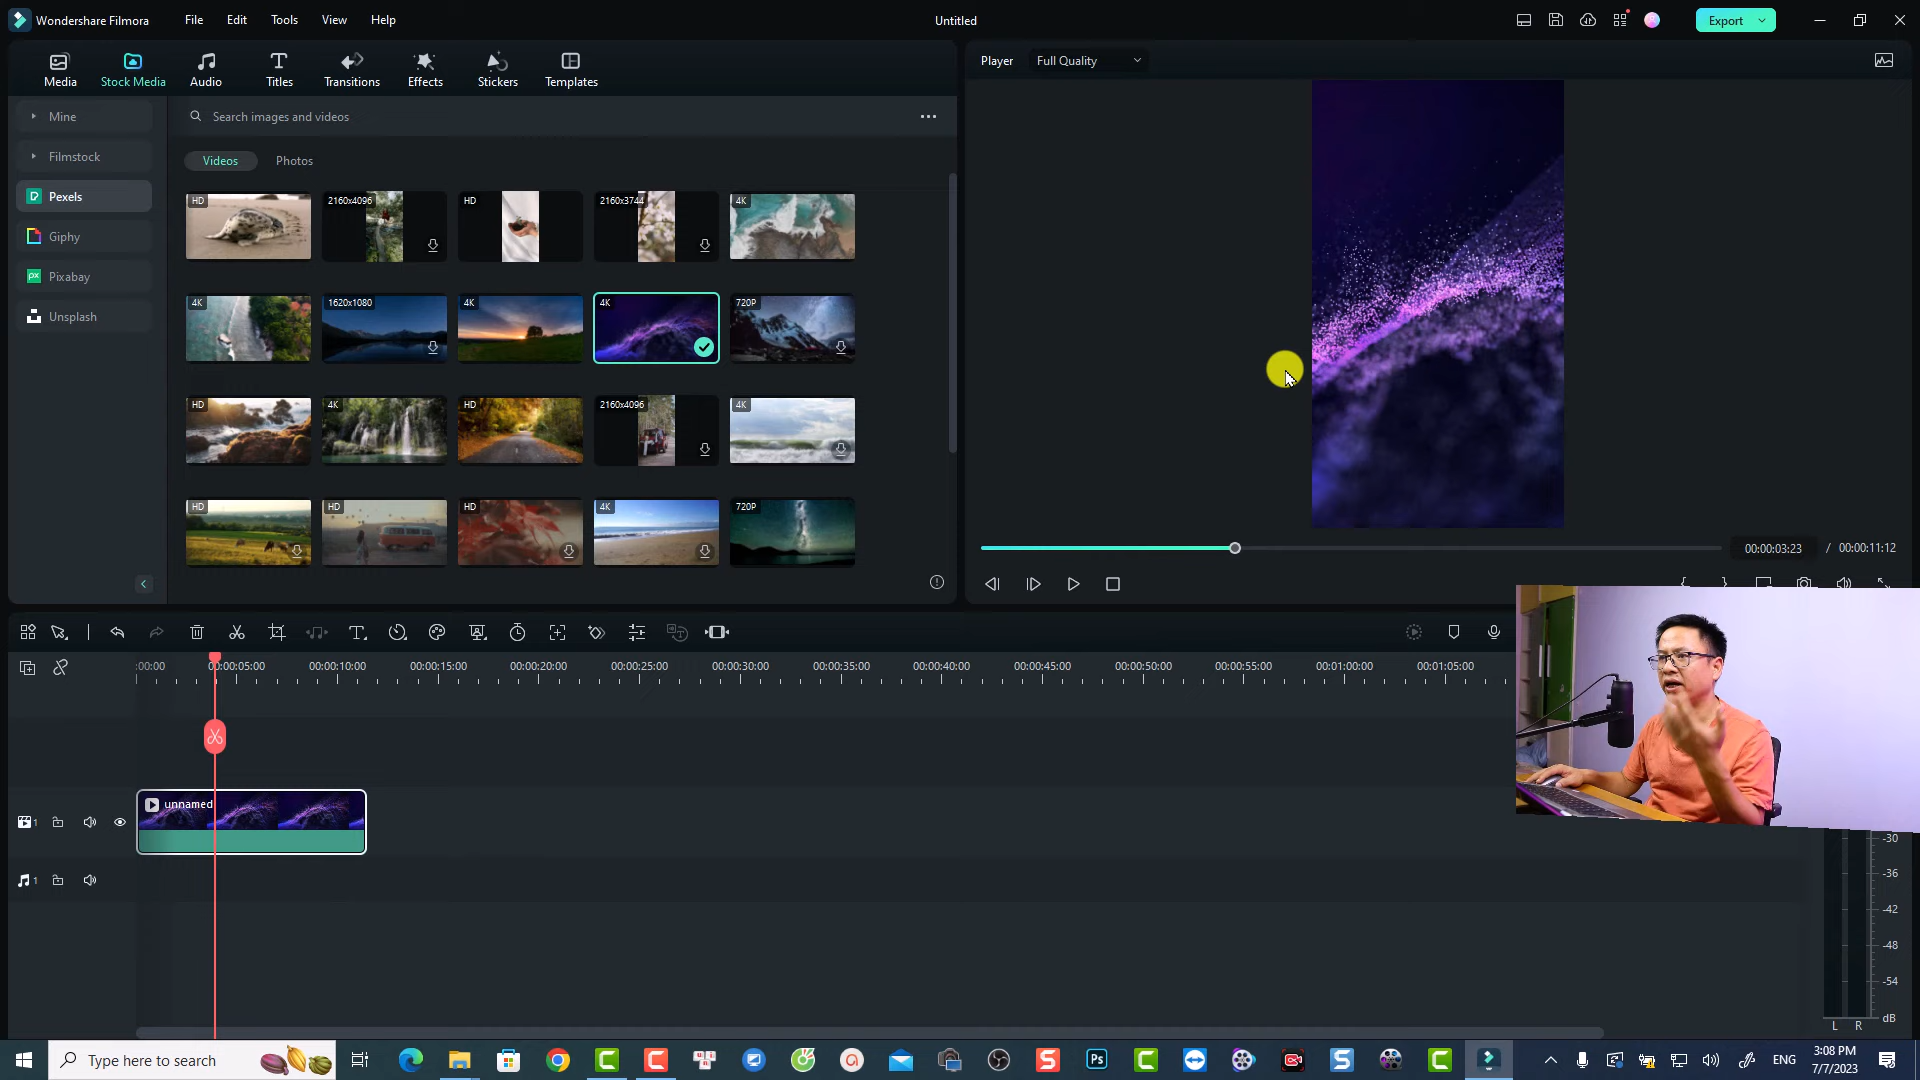 Wondershare Filmora File Edit Tools View Help Untitled Export
Media Stock Media Audio Titles Transitions Effects Stickers Templates
Player Full Quality
Mine
Filmstock
Pexels
Giphy
Pixabay
Unsplash
Search images and videos
Videos Photos
HD 2160x4096 HD 2160x3744 4K
4K 1620x1080 4K 4K 720P
HD 4K HD 2160x4096 4K
HD HD HD 4K 720P
00:00:03:23 / 00:00:11:12
:00:00 00:00:05:00 00:00:10:00 00:00:15:00 00:00:20:00 00:00:25:00 00:00:30:00 00:00:35:00 00:00:40:00 00:00:45:00 00:00:50:00 00:00:55:00 00:01:00:00 00:01:05:00
unnamed
1
1
-30
-36
-42
-48
-54
dB
L R
Type here to search
ENG
3:08 PM
7/7/2023